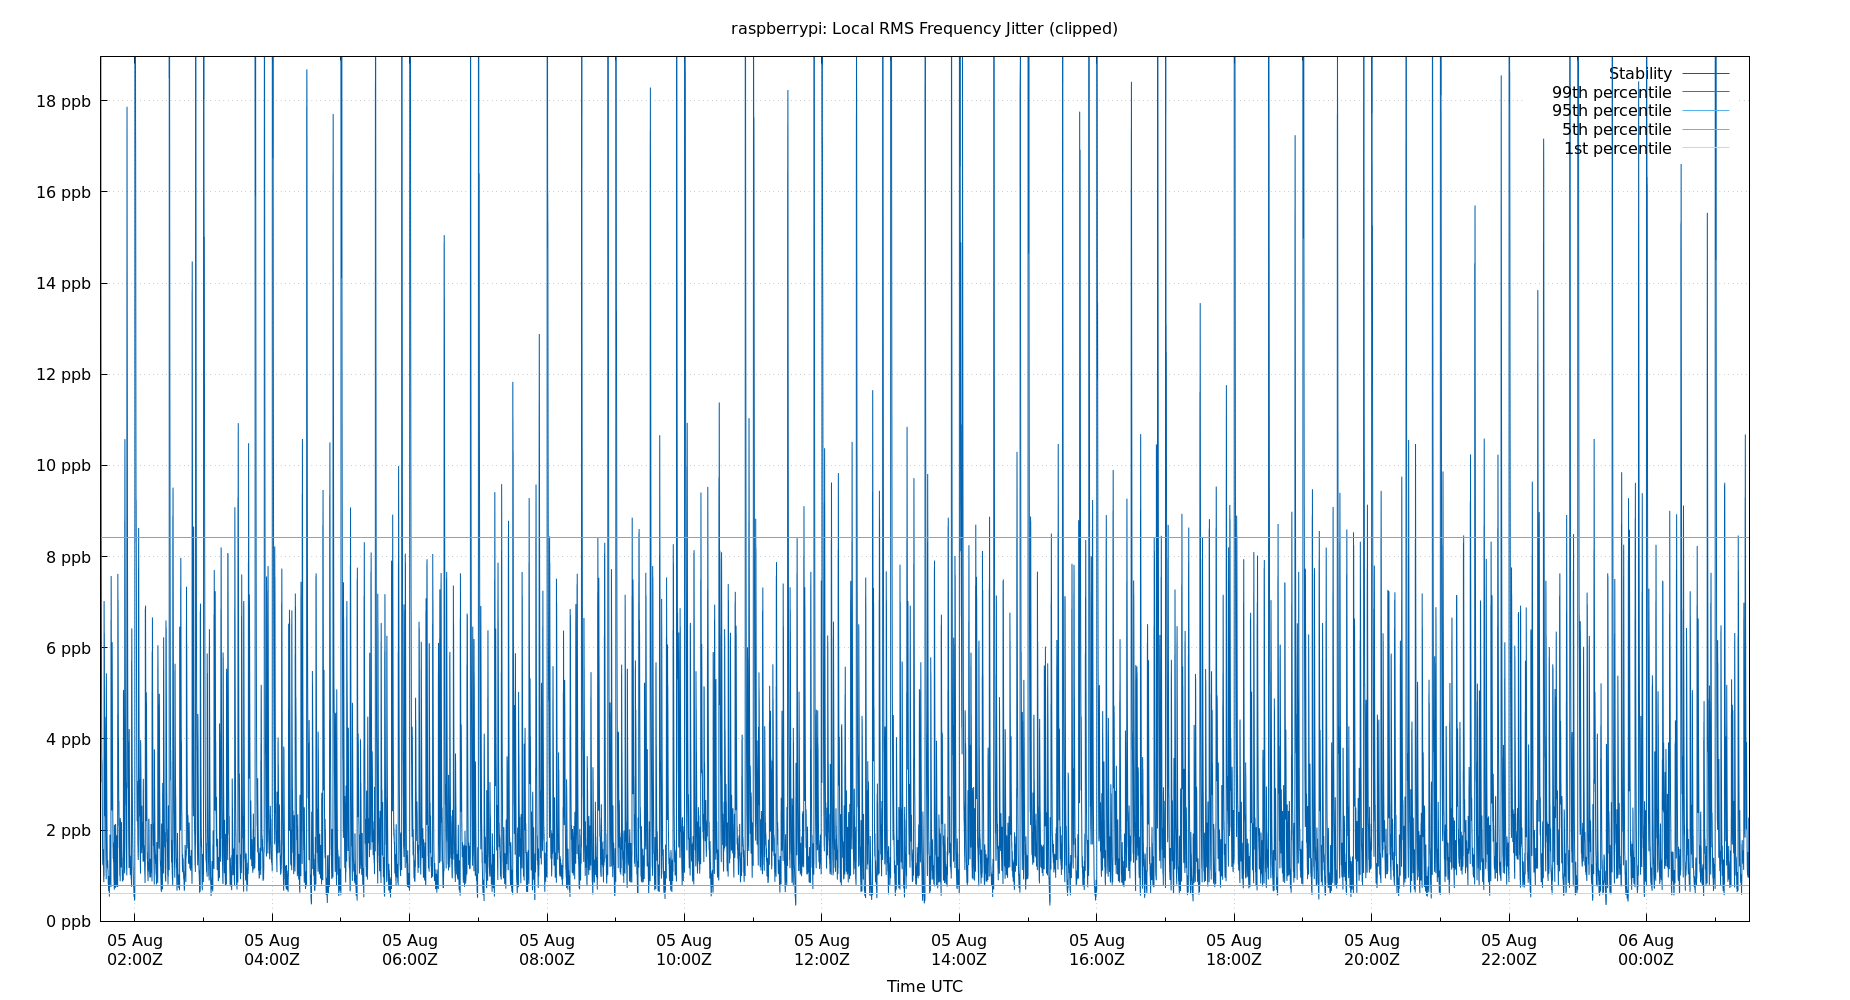 raspberrypi: Local RMS Frequency Jitter (clipped)
Stability
99th percentile
95th percentile
5th percentile
1st percentile
18 ppb
16 ppb
14 ppb
12 ppb
10 ppb
8 ppb
6 ppb
4 ppb
2 ppb
0 ppb
05 Aug 05 Aug 05 Aug 05 Aug 05 Aug 05 Aug 05 Aug 05 Aug 05 Aug 05 Aug 05 Aug 06 Aug
02:00Z 04:00Z 06:00Z 08:00Z 10:00Z 12:00Z 14:00Z 16:00Z 18:00Z 20:00Z 22:00Z 00:00Z
Time UTC